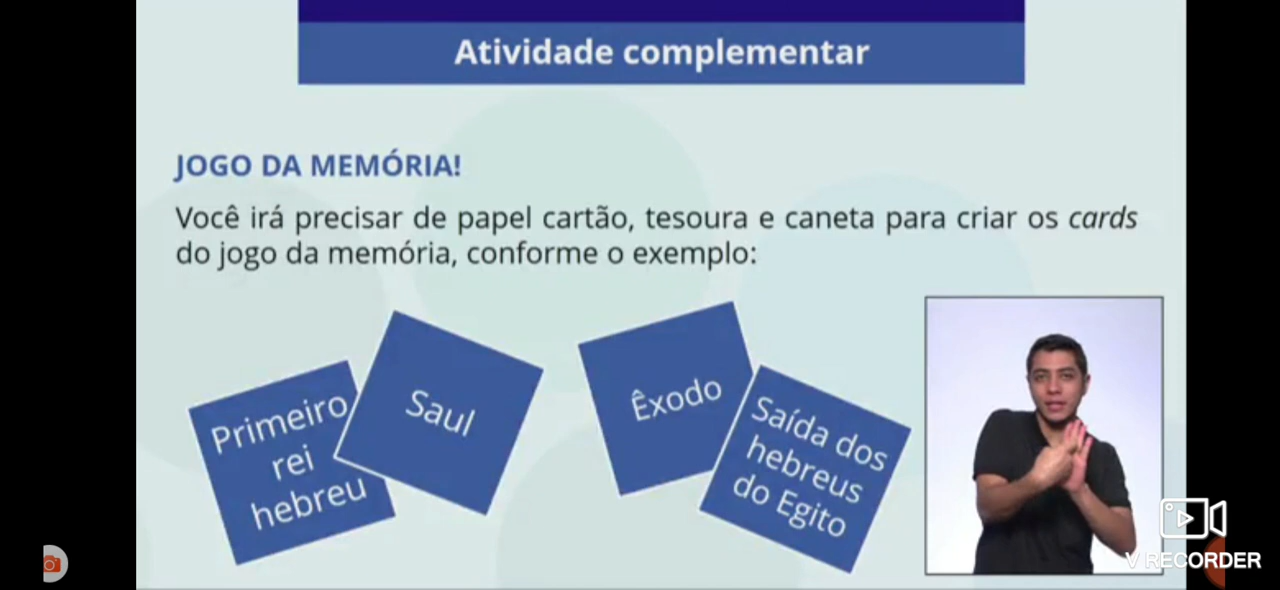 Atividade complementar
JOGO DA MEMÓRIA!
Você irá precisar de papel cartão, tesoura e caneta para criar os cards
do jogo da memória, conforme o exemplo:
Primeiro
rei
hebreu
Saul
Êxodo
Saída dos
hebreus
do Egito
V RECORDER